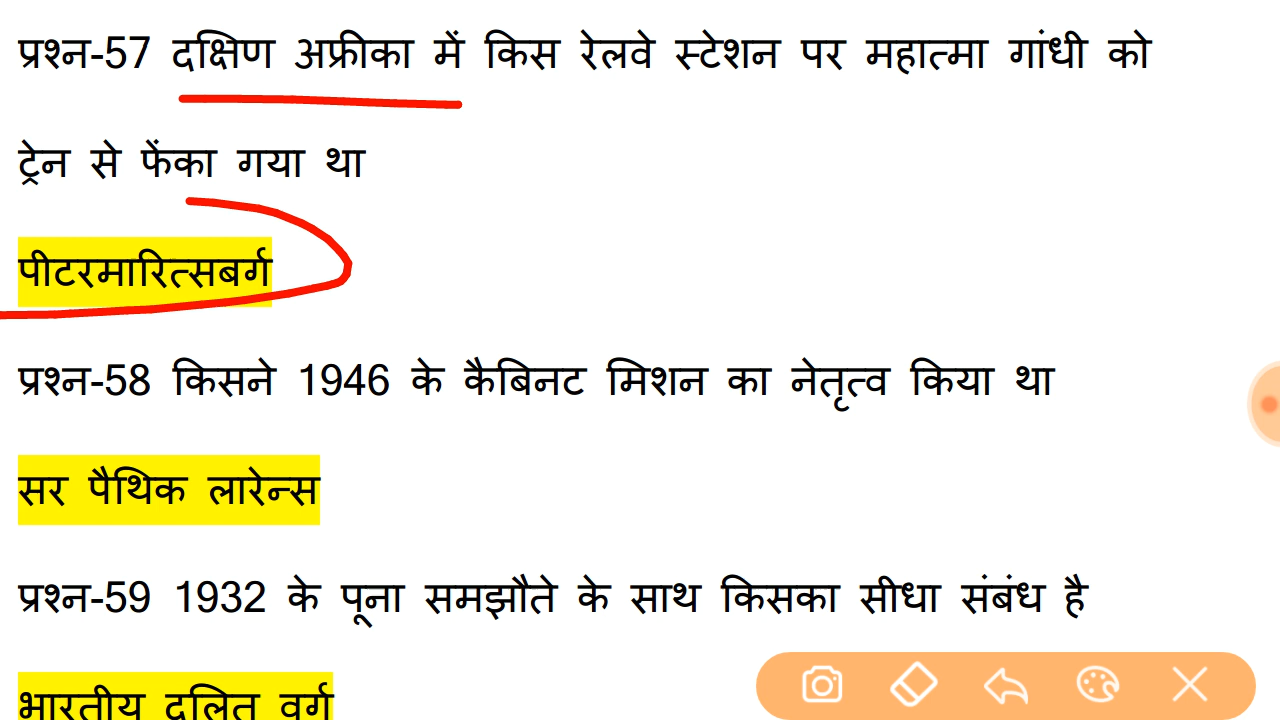 प्रश्न-57 दक्षिण अफ्रीका में किस रेलवे स्टेशन पर महात्मा गांधी को
ट्रेन से फेंका गया था
पीटरमारित्सबर्ग
प्रश्न-58 किसने 1946 के कैबिनट मिशन का नेतृत्व किया था
सर पैथिक लारेन्स
प्रश्न-59 1932 के पूना समझौते के साथ किसका सीधा संबंध है
भारतीय दलित वर्ग